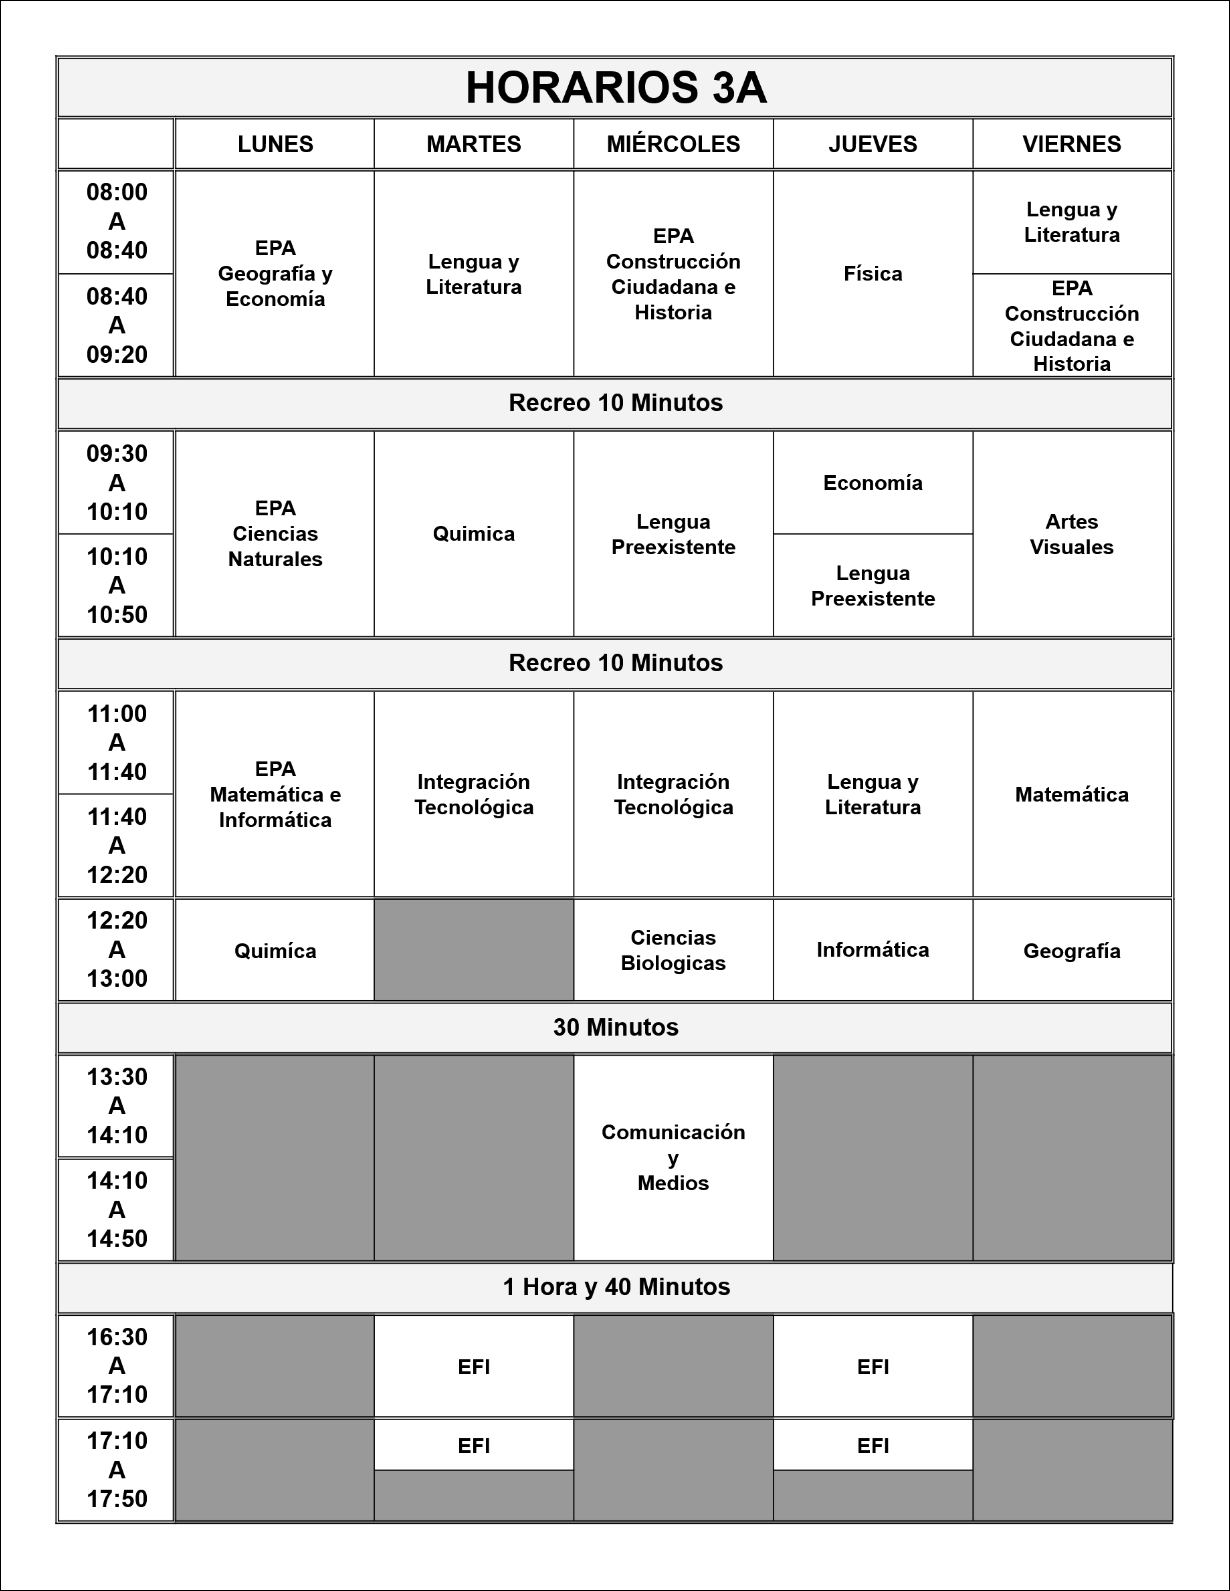 HORARIOS 3A
LUNES
MARTES
MIÉRCOLES
JUEVES
VIERNES
08:00
A
08:40
EPA
Geografía y
Economía
Lengua y
Literatura
EPA
Construcción
Ciudadana e
Historia
Física
Lengua y
Literatura
08:40
A
09:20
EPA
Construcción
Ciudadana e
Historia
Recreo 10 Minutos
09:30
A
10:10
EPA
Ciencias
Naturales
Quimica
Lengua
Preexistente
Economía
Artes
Visuales
10:10
A
10:50
Lengua
Preexistente
Recreo 10 Minutos
11:00
A
11:40
EPA
Matemática e
Informática
Integración
Tecnológica
Integración
Tecnológica
Lengua y
Literatura
Matemática
11:40
A
12:20
12:20
A
13:00
Quimíca
Ciencias
Biologicas
Informática
Geografía
30 Minutos
13:30
A
14:10
Comunicación
y
Medios
14:10
A
14:50
1 Hora y 40 Minutos
16:30
A
17:10
EFI
EFI
17:10
A
17:50
EFI
EFI